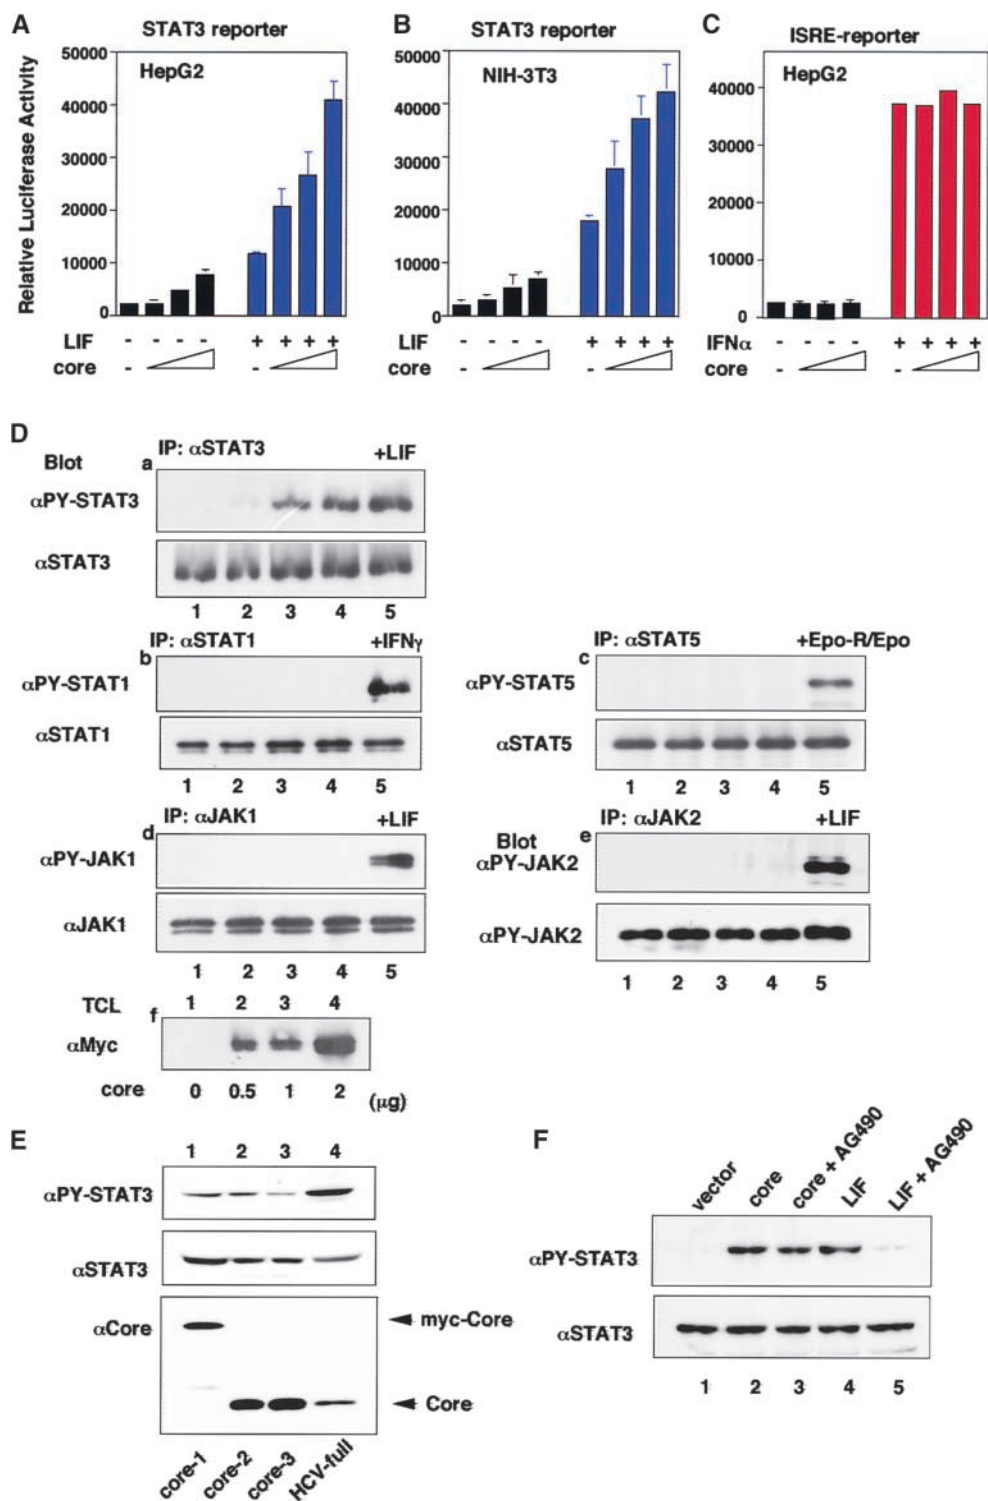 A
STAT3 reporter
B
STAT3 reporter
C
ISRE-reporter
Relative Luciferase Activity
50000
40000
30000
20000
10000
0
HepG2
LIF - - - - + + + +
core - -
50000
40000
30000
20000
10000
0
NIH-3T3
LIF - - - - + + + +
core - -
40000
30000
20000
10000
0
HepG2
IFNα - - - - + + + +
core - -
D
Blot
a
IP: αSTAT3 +LIF
αPY-STAT3
αSTAT3
1 2 3 4 5
b
IP: αSTAT1 +IFNγ
αPY-STAT1
αSTAT1
1 2 3 4 5
c
IP: αSTAT5 +Epo-R/Epo
αPY-STAT5
αSTAT5
1 2 3 4 5
d
IP: αJAK1 +LIF
αPY-JAK1
αJAK1
1 2 3 4 5
e
IP: αJAK2 +LIF
Blot
αPY-JAK2
αPY-JAK2
1 2 3 4 5
TCL 1 2 3 4
f
αMyc
core 0 0.5 1 2 (μg)
E
1 2 3 4
αPY-STAT3
αSTAT3
αCore
myc-Core
Core
core-1 core-2 core-3 HCV-full
F
vector core core + AG490 LIF LIF + AG490
αPY-STAT3
αSTAT3
1 2 3 4 5